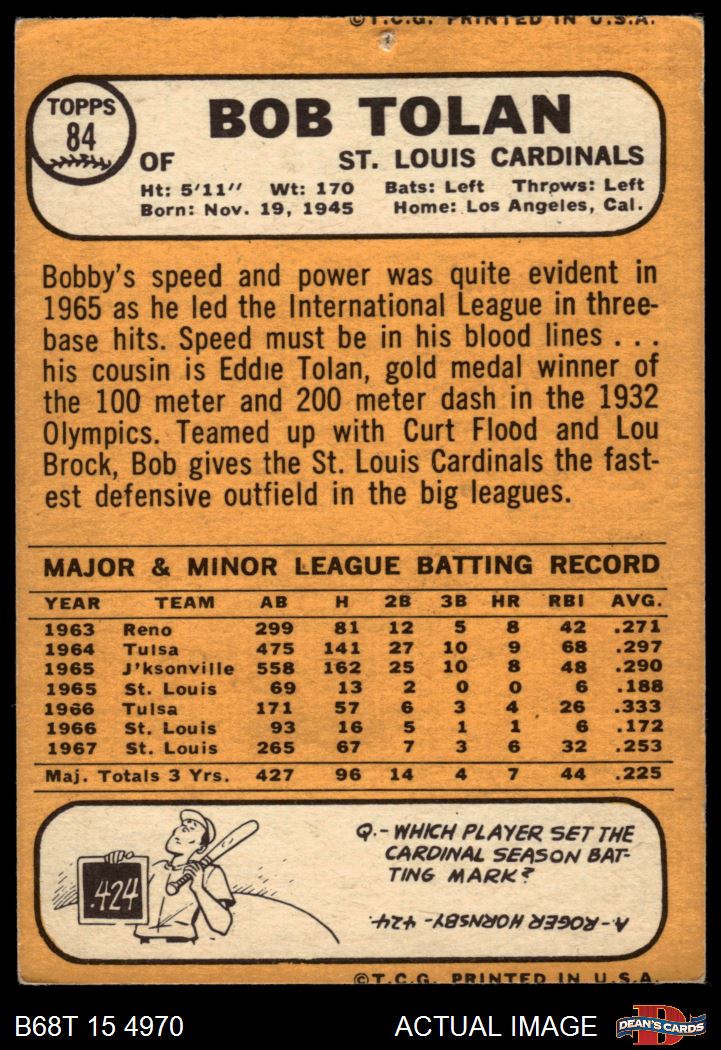 ©T.C.G. PRINTED IN U.S.A.
TOPPS
84
BOB TOLAN
OF
ST. LOUIS CARDINALS
Ht: 5'11" Wt: 170 Bats: Left Throws: Left
Born: Nov. 19, 1945 Home: Los Angeles, Cal.
Bobby's speed and power was quite evident in
1965 as he led the International League in three-
base hits. Speed must be in his blood lines . . .
his cousin is Eddie Tolan, gold medal winner of
the 100 meter and 200 meter dash in the 1932
Olympics. Teamed up with Curt Flood and Lou
Brock, Bob gives the St. Louis Cardinals the fast-
est defensive outfield in the big leagues.
MAJOR & MINOR LEAGUE BATTING RECORD
YEAR TEAM AB H 2B 3B HR RBI AVG.
1963 Reno 299 81 12 5 8 42 .271
1964 Tulsa 475 141 27 10 9 68 .297
1965 J'ksonville 558 162 25 10 8 48 .290
1965 St. Louis 69 13 2 0 0 6 .188
1966 Tulsa 171 57 6 3 4 26 .333
1966 St. Louis 93 16 5 1 1 6 .172
1967 St. Louis 265 67 7 3 6 32 .253
Maj. Totals 3 Yrs. 427 96 14 4 7 44 .225
.424
Q.-WHICH PLAYER SET THE
CARDINAL SEASON BAT-
TING MARK?
A.-ROGER HORNSBY-.424.
©T.C.G. PRINTED IN U.S.A.
B68T 15 4970
ACTUAL IMAGE
D
DEAN'S CARDS